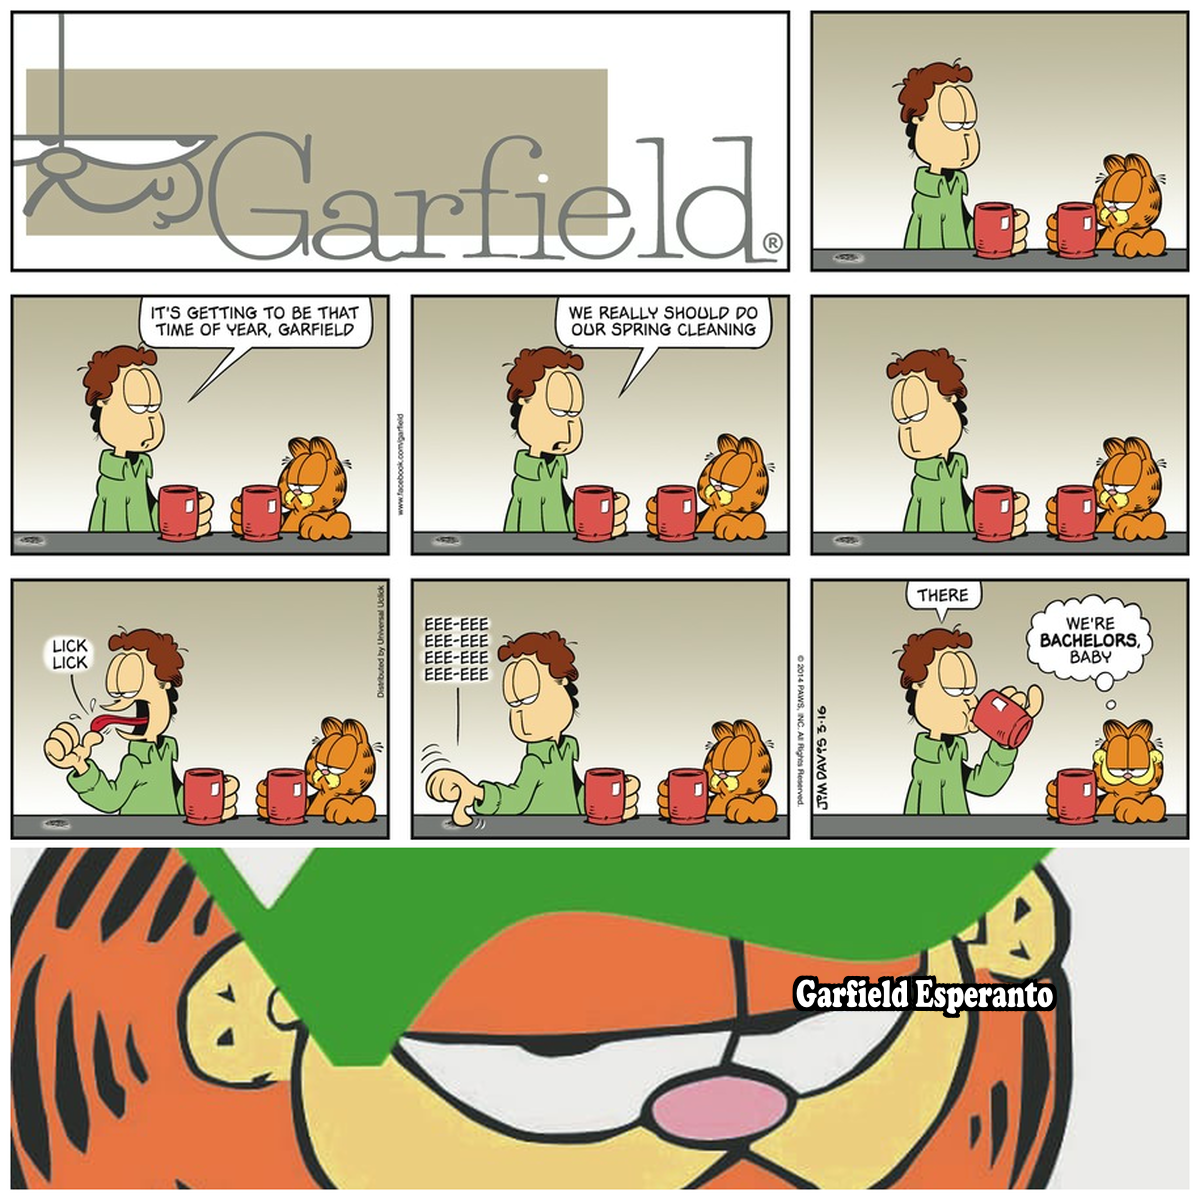 Garfield®
IT'S GETTING TO BE THAT
TIME OF YEAR, GARFIELD
www.facebook.com/garfield
WE REALLY SHOULD DO
OUR SPRING CLEANING
LICK
LICK
Distributed by Universal Uclick
EEE-EEE
EEE-EEE
EEE-EEE
EEE-EEE
© 2014 PAWS, INC. All Rights Reserved.
JIM DAVIS 3·16
THERE
WE'RE
BACHELORS,
BABY
Garfield Esperanto